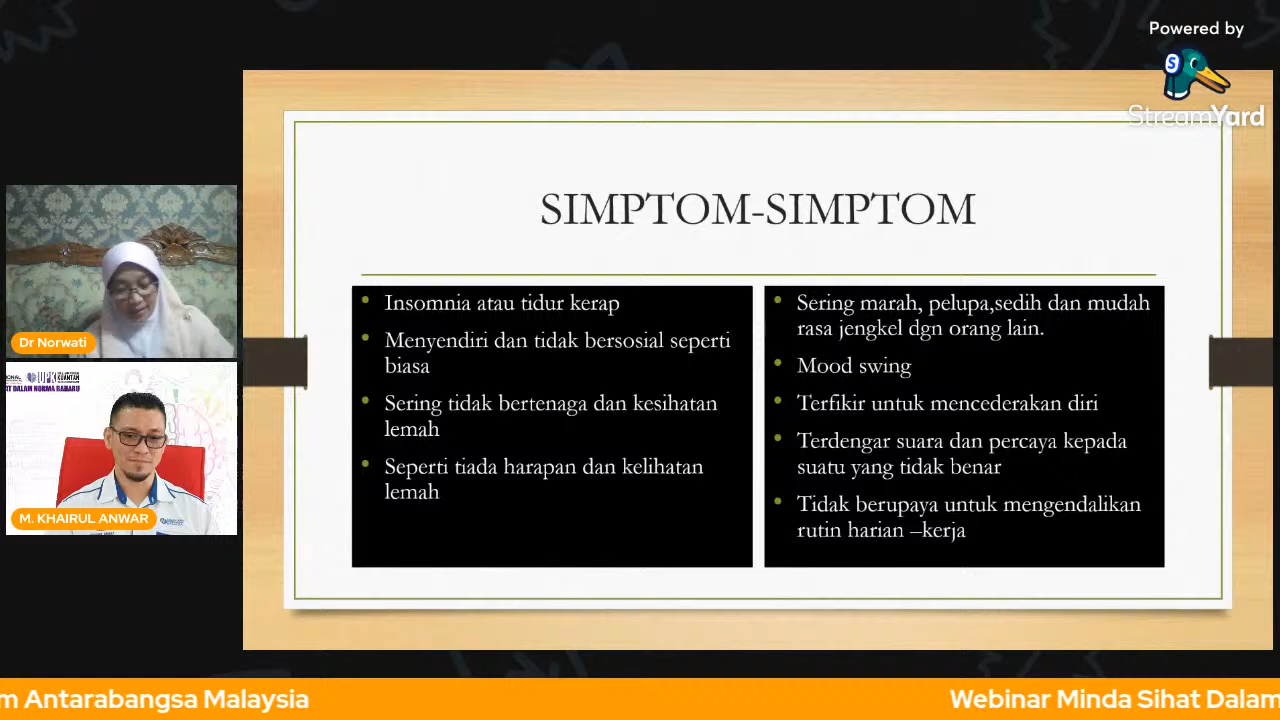 Powered by
StreamYard
SIMPTOM-SIMPTOM
Insomnia atau tidur kerap
Menyendiri dan tidak bersosial seperti
biasa
Sering tidak bertenaga dan kesihatan
lemah
Seperti tiada harapan dan kelihatan
lemah
Sering marah, pelupa,sedih dan mudah
rasa jengkel dgn orang lain.
Mood swing
Terfikir untuk mencederakan diri
Terdengar suara dan percaya kepada
suatu yang tidak benar
Tidak berupaya untuk mengendalikan
rutin harian –kerja
Dr Norwati
M. KHAIRUL ANWAR
m Antarabangsa Malaysia
Webinar Minda Sihat Dalam